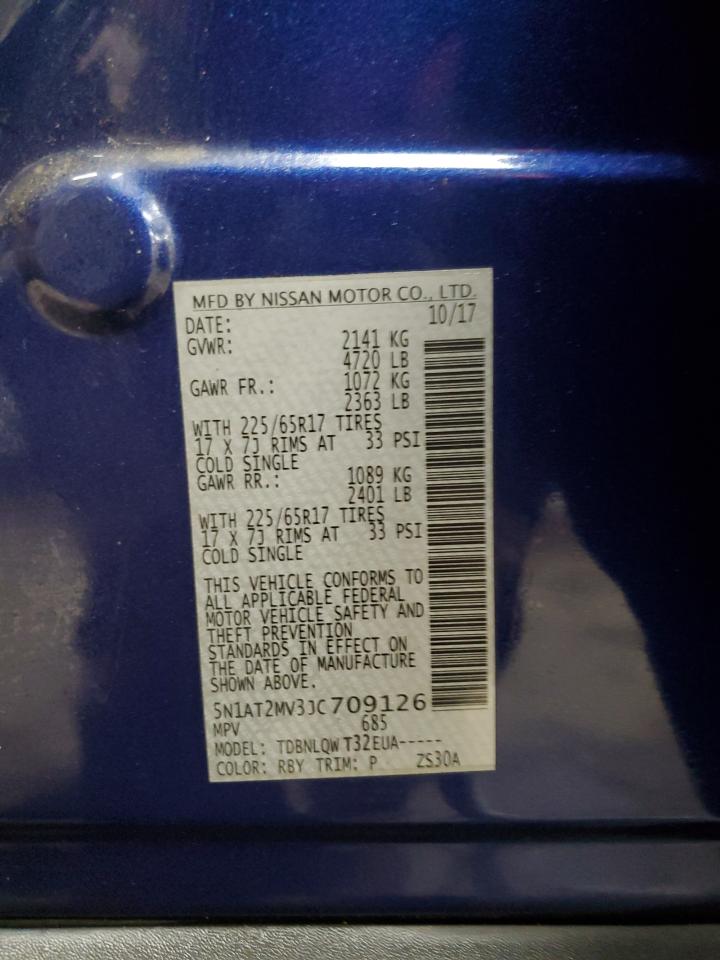 MFD BY NISSAN MOTOR CO., LTD.
DATE: 10/17
GVWR: 2141 KG
4720 LB
GAWR FR.: 1072 KG
2363 LB
WITH 225/65R17 TIRES
17 X 7J RIMS AT 33 PSI
COLD SINGLE
GAWR RR.: 1089 KG
2401 LB
WITH 225/65R17 TIRES
17 X 7J RIMS AT 33 PSI
COLD SINGLE
THIS VEHICLE CONFORMS TO
ALL APPLICABLE FEDERAL
MOTOR VEHICLE SAFETY AND
THEFT PREVENTION
STANDARDS IN EFFECT ON
THE DATE OF MANUFACTURE
SHOWN ABOVE.
5N1AT2MV3JC709126
MPV 685
MODEL: TDBNLQW T32EUA-----
COLOR: RBY TRIM: P ZS30A